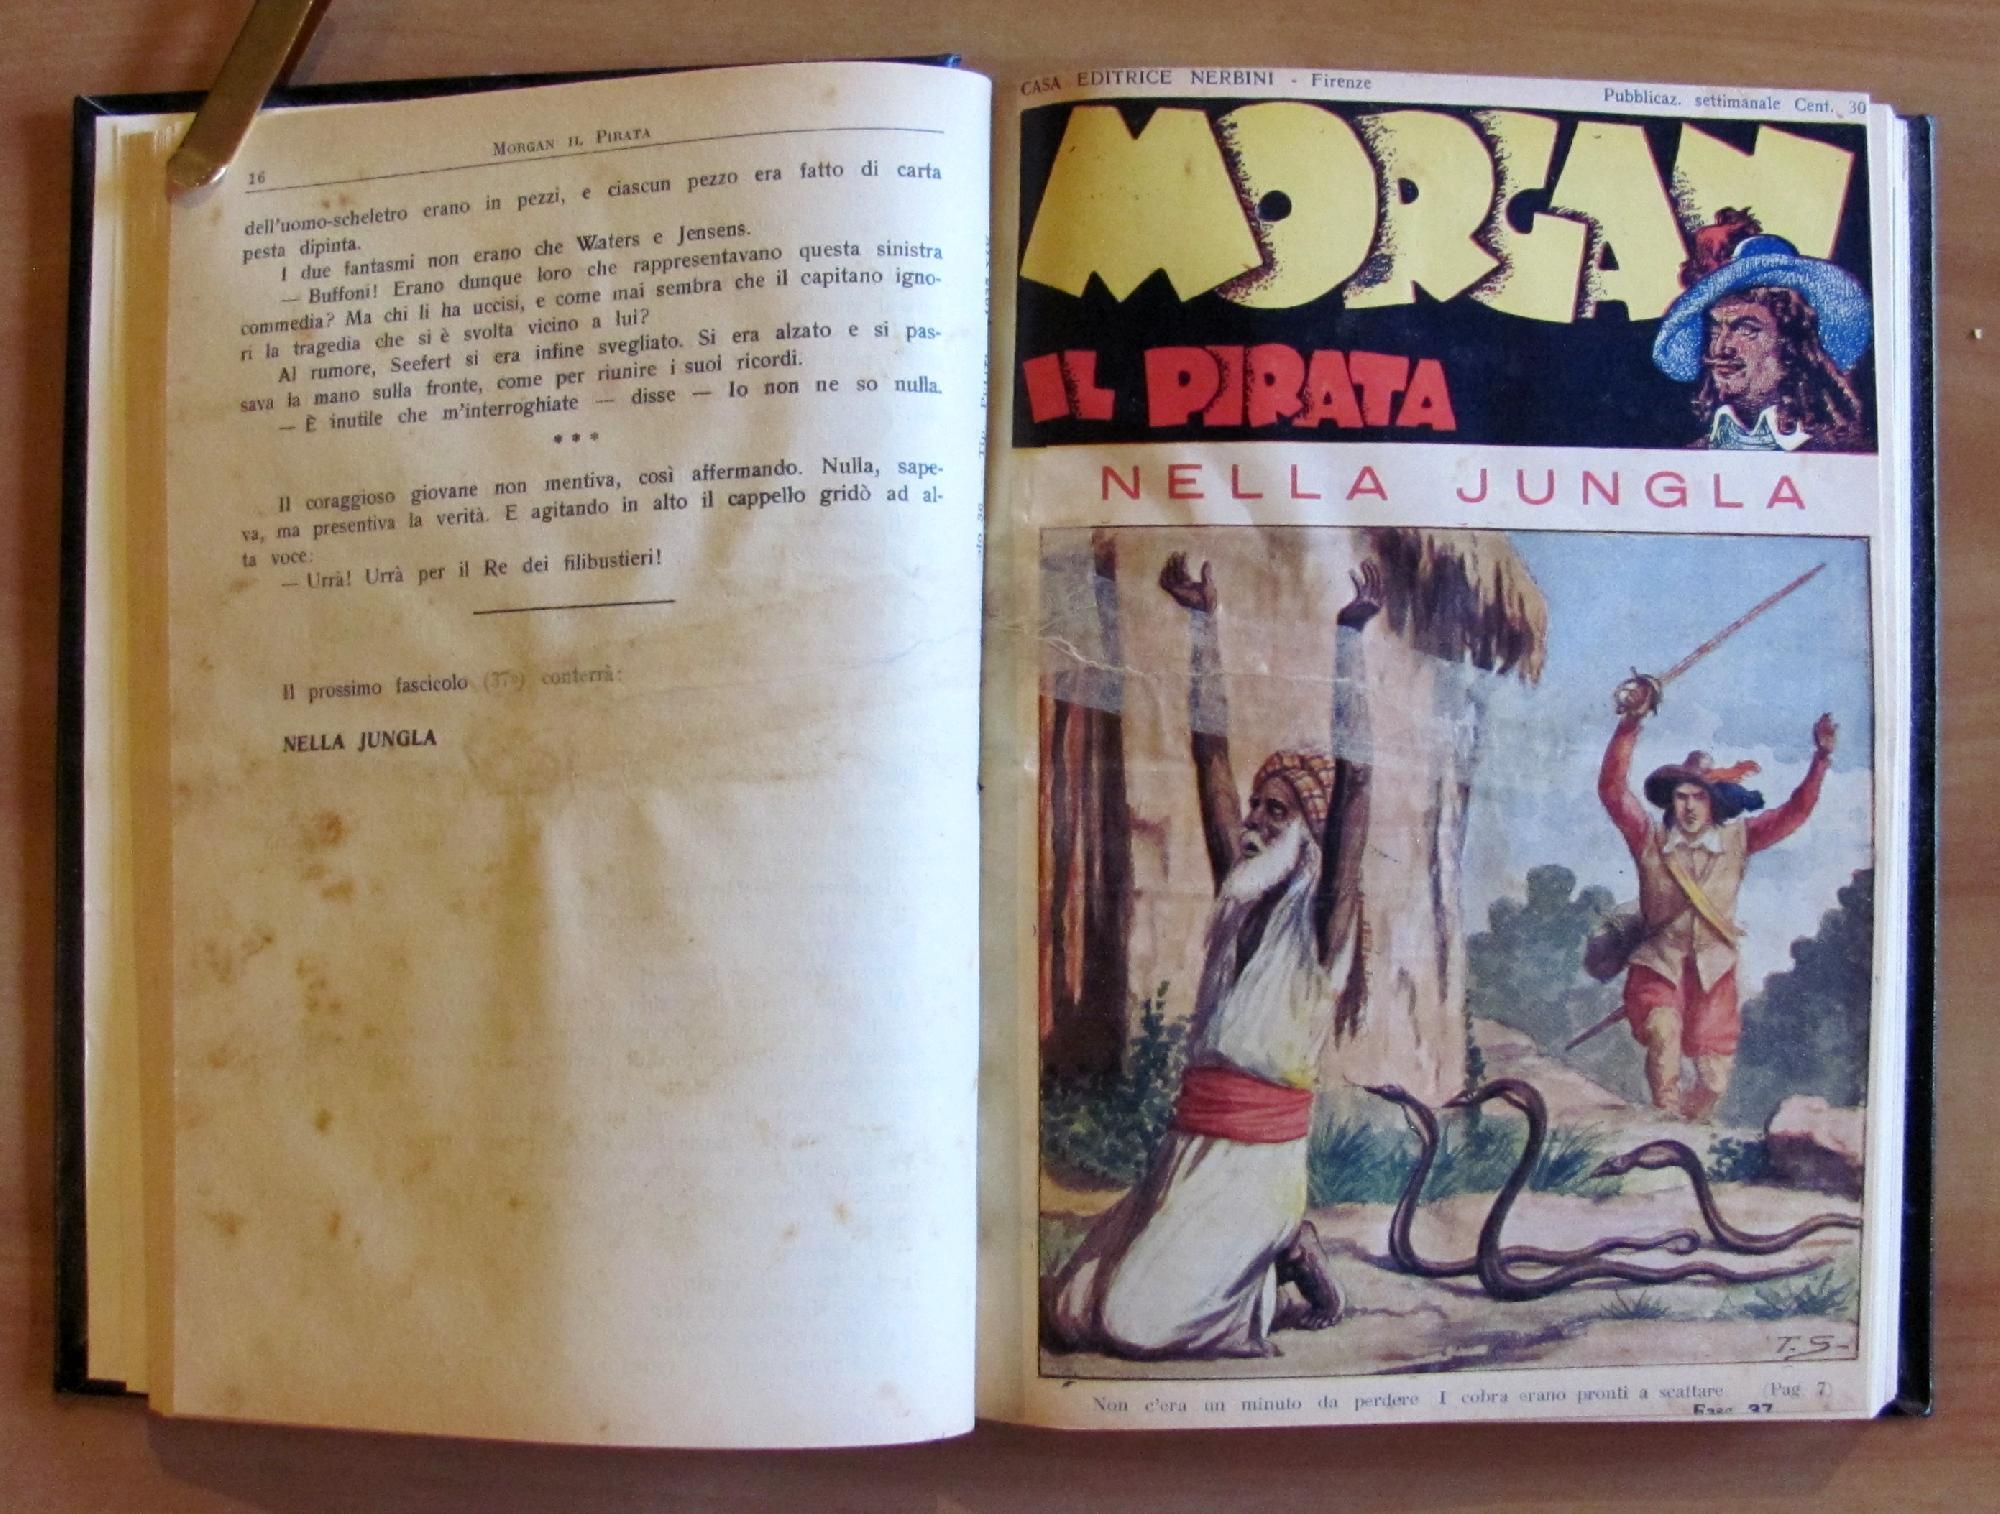 16
MORGAN IL PIRATA
dell'uomo-scheletro erano in pezzi, e ciascun pezzo era fatto di carta
pesta dipinta.
I due fantasmi non erano che Waters e Jensens.
— Buffoni! Erano dunque loro che rappresentavano questa sinistra
commedia? Ma chi li ha uccisi, e come mai sembra che il capitano igno-
ri la tragedia che si è svolta vicino a lui?
Al rumore, Seefert si era infine svegliato. Si era alzato e si pas-
sava la mano sulla fronte, come per riunire i suoi ricordi.
— È inutile che m'interroghiate — disse — Io non ne so nulla.
* * *
Il coraggioso giovane non mentiva, così affermando. Nulla, sape-
va, ma presentiva la verità. E agitando in alto il cappello gridò ad al-
ta voce:
— Urrà! Urrà per il Re dei filibustieri!
Il prossimo fascicolo (37º) conterrà:
NELLA JUNGLA
CASA EDITRICE NERBINI - Firenze
Pubblicaz. settimanale Cent. 30
MORGAN
IL PIRATA
NELLA JUNGLA
T. S-
Non c'era un minuto da perdere I cobra erano pronti a scattare (Pag 7)
Fasc 37